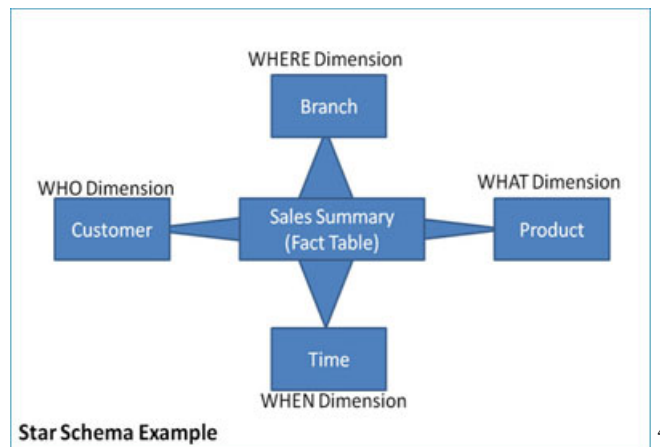 WHERE Dimension
Branch
WHO Dimension
WHAT Dimension
Customer
Sales Summary
(Fact Table)
Product
Time
WHEN Dimension
Star Schema Example